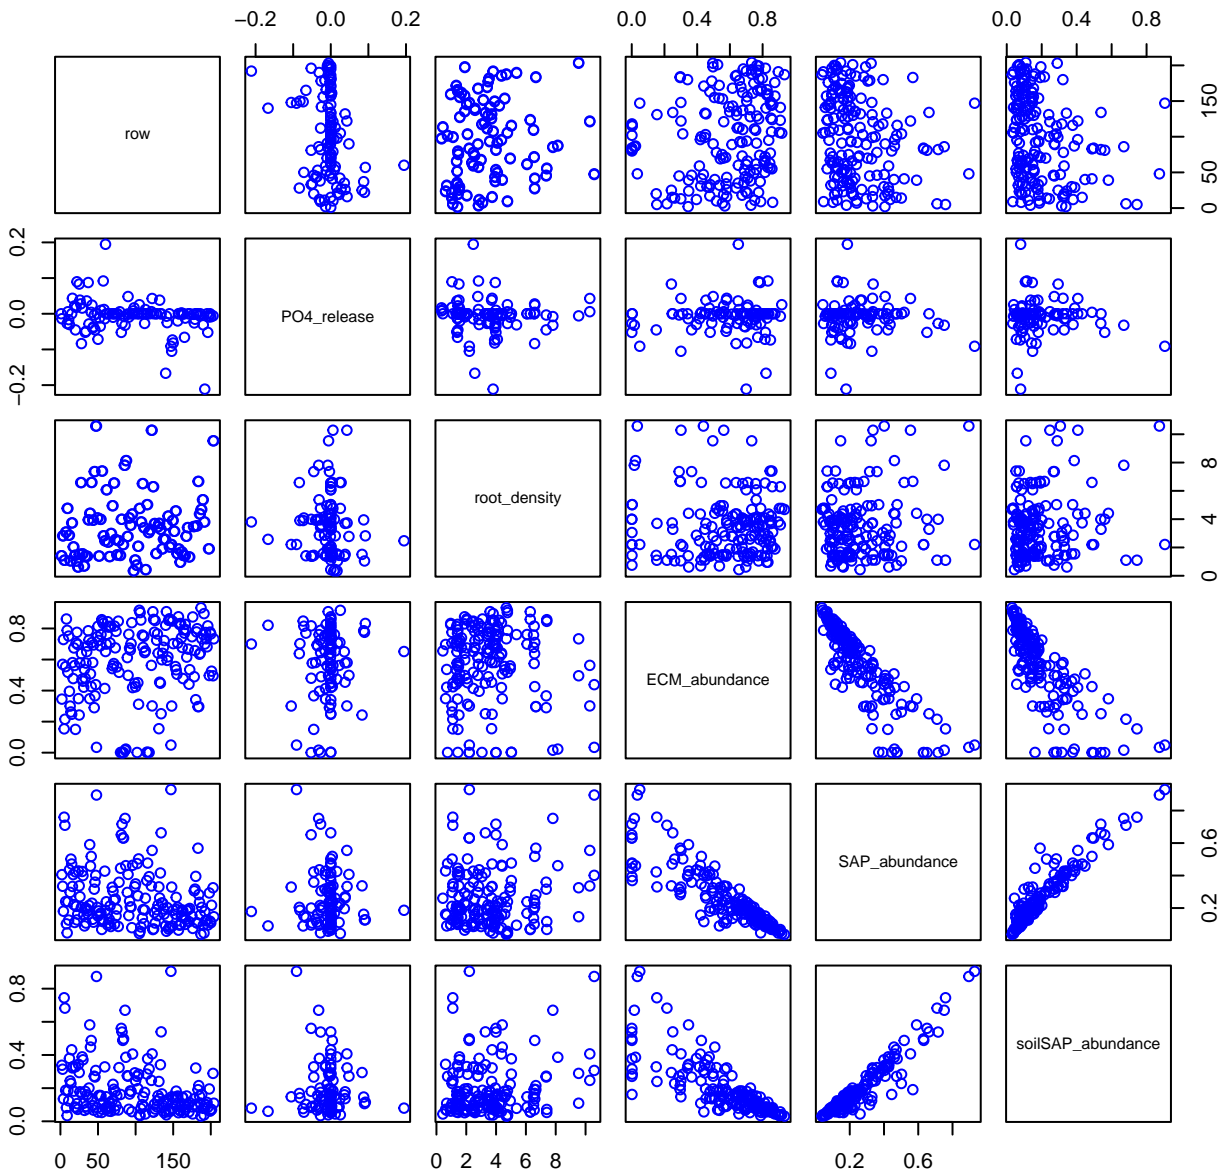 −0.2 0.0 0.2 0.0 0.4 0.8 0.0 0.4 0.8
row
0 50 150
−0.2 0.0 0.2
PO4_release
root_density
0 4 8
0.0 0.4 0.8
ECM_abundance
SAP_abundance
0.2 0.6
0.0 0.4 0.8
soilSAP_abundance
0 50 150 0 2 4 6 8 0.2 0.6